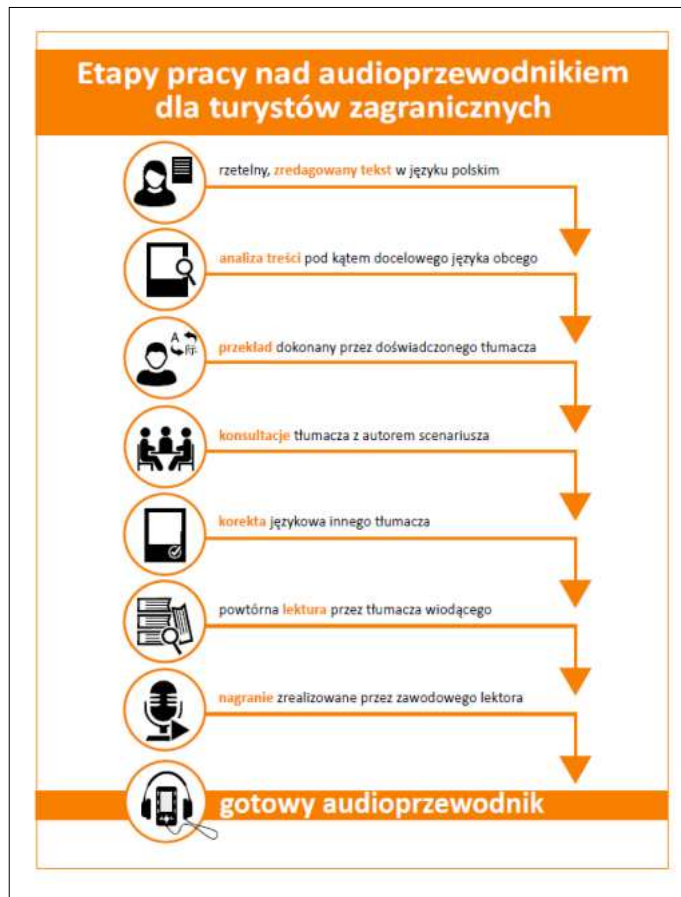 Etapy pracy nad audioprzewodnikiem
dla turystów zagranicznych
rzetelny, zredagowany tekst w języku polskim
analiza treści pod kątem docelowego języka obcego
A
przekład dokonany przez doświadczonego tłumacza
konsultacje tłumacza z autorem scenariusza
korekta językowa innego tłumacza
powtórna lektura przez tłumacza wiodącego
nagranie zrealizowane przez zawodowego lektora
gotowy audioprzewodnik